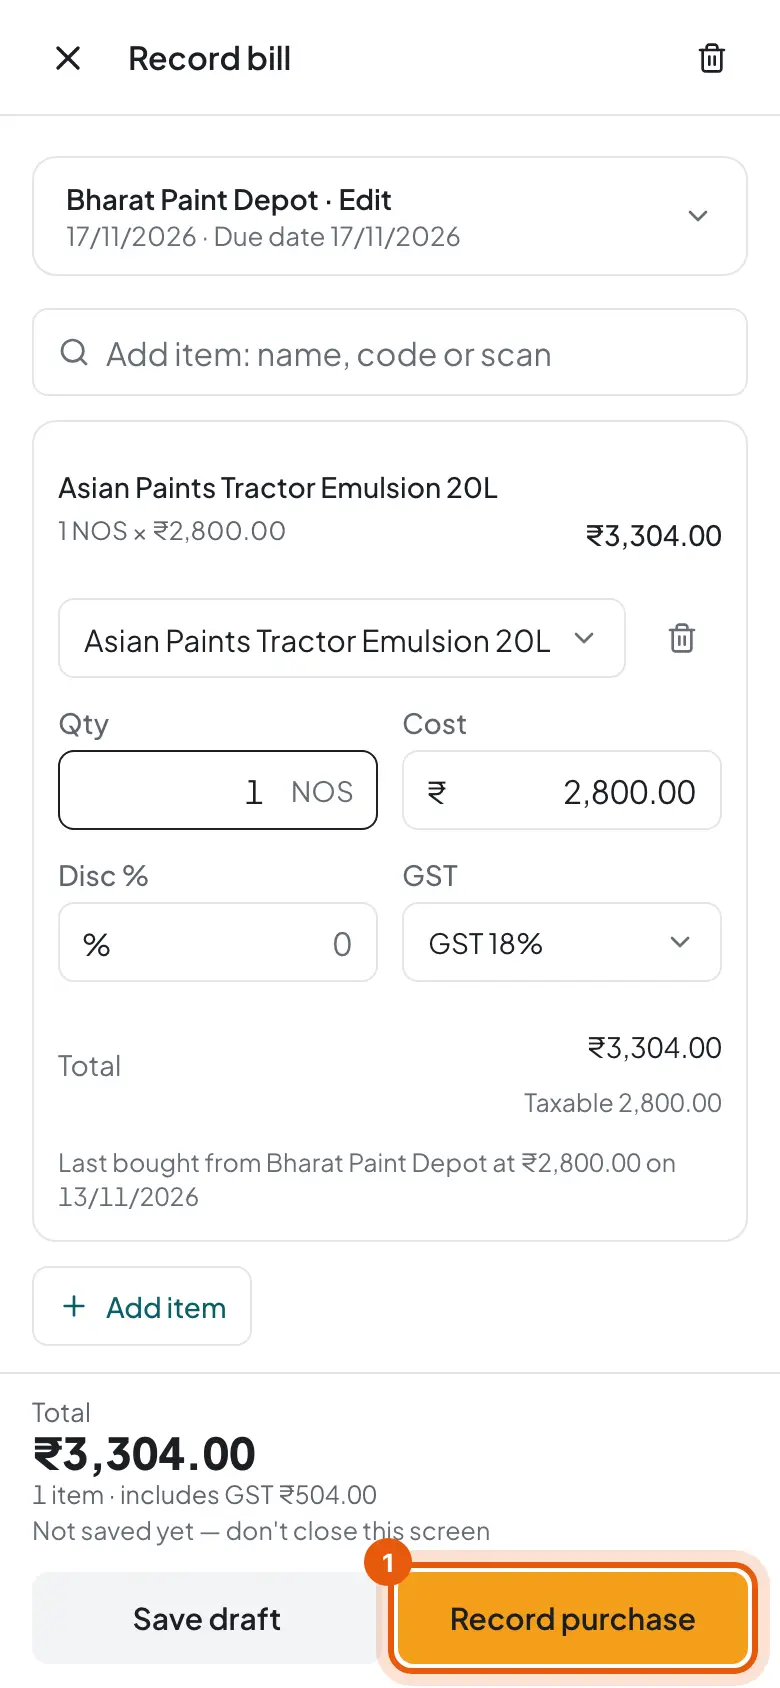 Record bill
Bharat Paint Depot · Edit
17/11/2026 · Due date 17/11/2026
Add item: name, code or scan
Asian Paints Tractor Emulsion 20L
1 NOS × ₹2,800.00
₹3,304.00
Asian Paints Tractor Emulsion 20L
Qty
Cost
1 NOS
₹ 2,800.00
Disc %
GST
% 0
GST 18%
₹3,304.00
Total
Taxable 2,800.00
Last bought from Bharat Paint Depot at ₹2,800.00 on
13/11/2026
+ Add item
Total
₹3,304.00
1 item · includes GST ₹504.00
Not saved yet — don't close this screen
1
Save draft
Record purchase